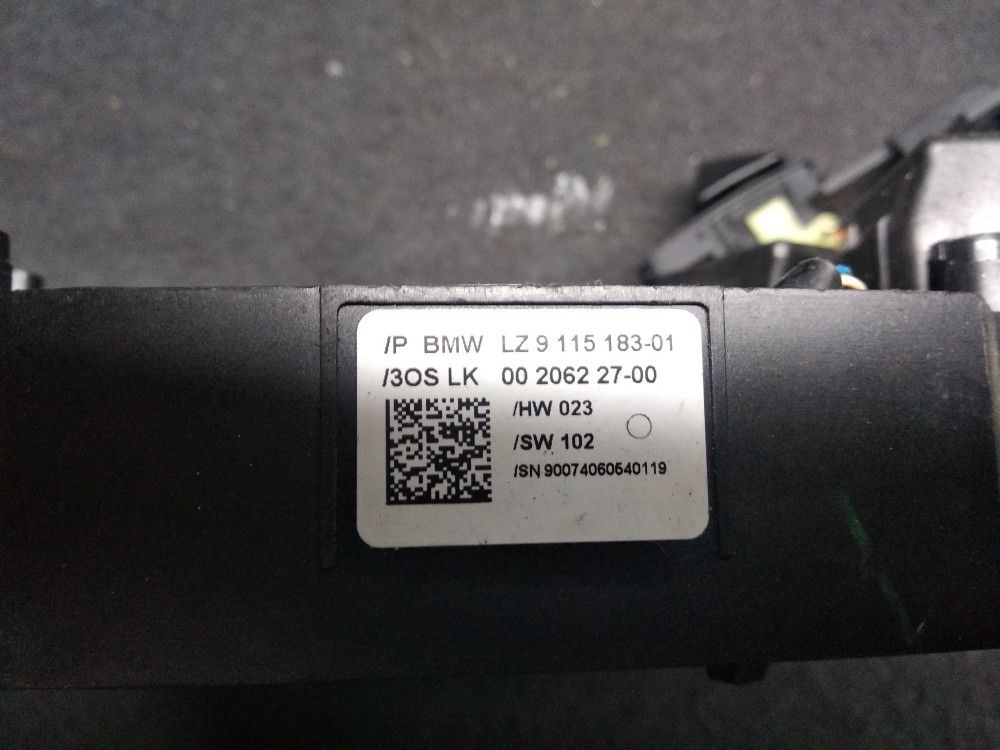 /P BMW LZ 9 115 183-01
/3OS LK 00 2062 27-00
/HW 023
/SW 102
/SN 90074060540119